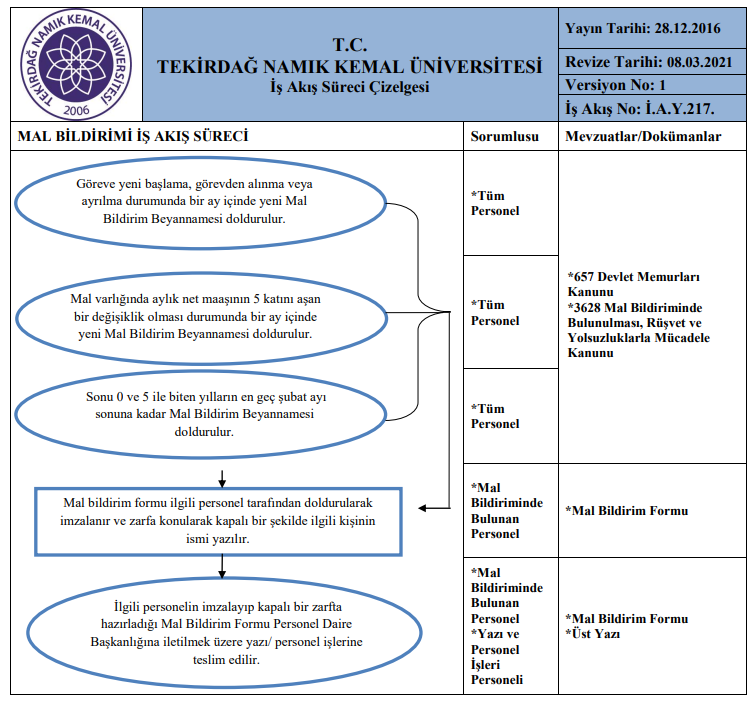 TEKİRDAĞ NAMIK KEMAL ÜNİVERSİTESİ
2006
T.C.
TEKİRDAĞ NAMIK KEMAL ÜNİVERSİTESİ
İş Akış Süreci Çizelgesi
Yayın Tarihi: 28.12.2016
Revize Tarihi: 08.03.2021
Versiyon No: 1
İş Akış No: İ.A.Y.217.
MAL BİLDİRİMİ İŞ AKIŞ SÜRECİ
Sorumlusu
Mevzuatlar/Dokümanlar
Göreve yeni başlama, görevden alınma veya
ayrılma durumunda bir ay içinde yeni Mal
Bildirim Beyannamesi doldurulur.
*Tüm
Personel
Mal varlığında aylık net maaşının 5 katını aşan
bir değişiklik olması durumunda bir ay içinde
yeni Mal Bildirim Beyannamesi doldurulur.
*Tüm
Personel
*657 Devlet Memurları
Kanunu
*3628 Mal Bildiriminde
Bulunulması, Rüşvet ve
Yolsuzluklarla Mücadele
Kanunu
Sonu 0 ve 5 ile biten yılların en geç şubat ayı
sonuna kadar Mal Bildirim Beyannamesi
doldurulur.
*Tüm
Personel
Mal bildirim formu ilgili personel tarafından doldurularak
imzalanır ve zarfa konularak kapalı bir şekilde ilgili kişinin
ismi yazılır.
*Mal
Bildiriminde
Bulunan
Personel
*Mal Bildirim Formu
İlgili personelin imzalayıp kapalı bir zarfta
hazırladığı Mal Bildirim Formu Personel Daire
Başkanlığına iletilmek üzere yazı/ personel işlerine
teslim edilir.
*Mal
Bildiriminde
Bulunan
Personel
*Yazı ve
Personel
İşleri
Personeli
*Mal Bildirim Formu
*Üst Yazı